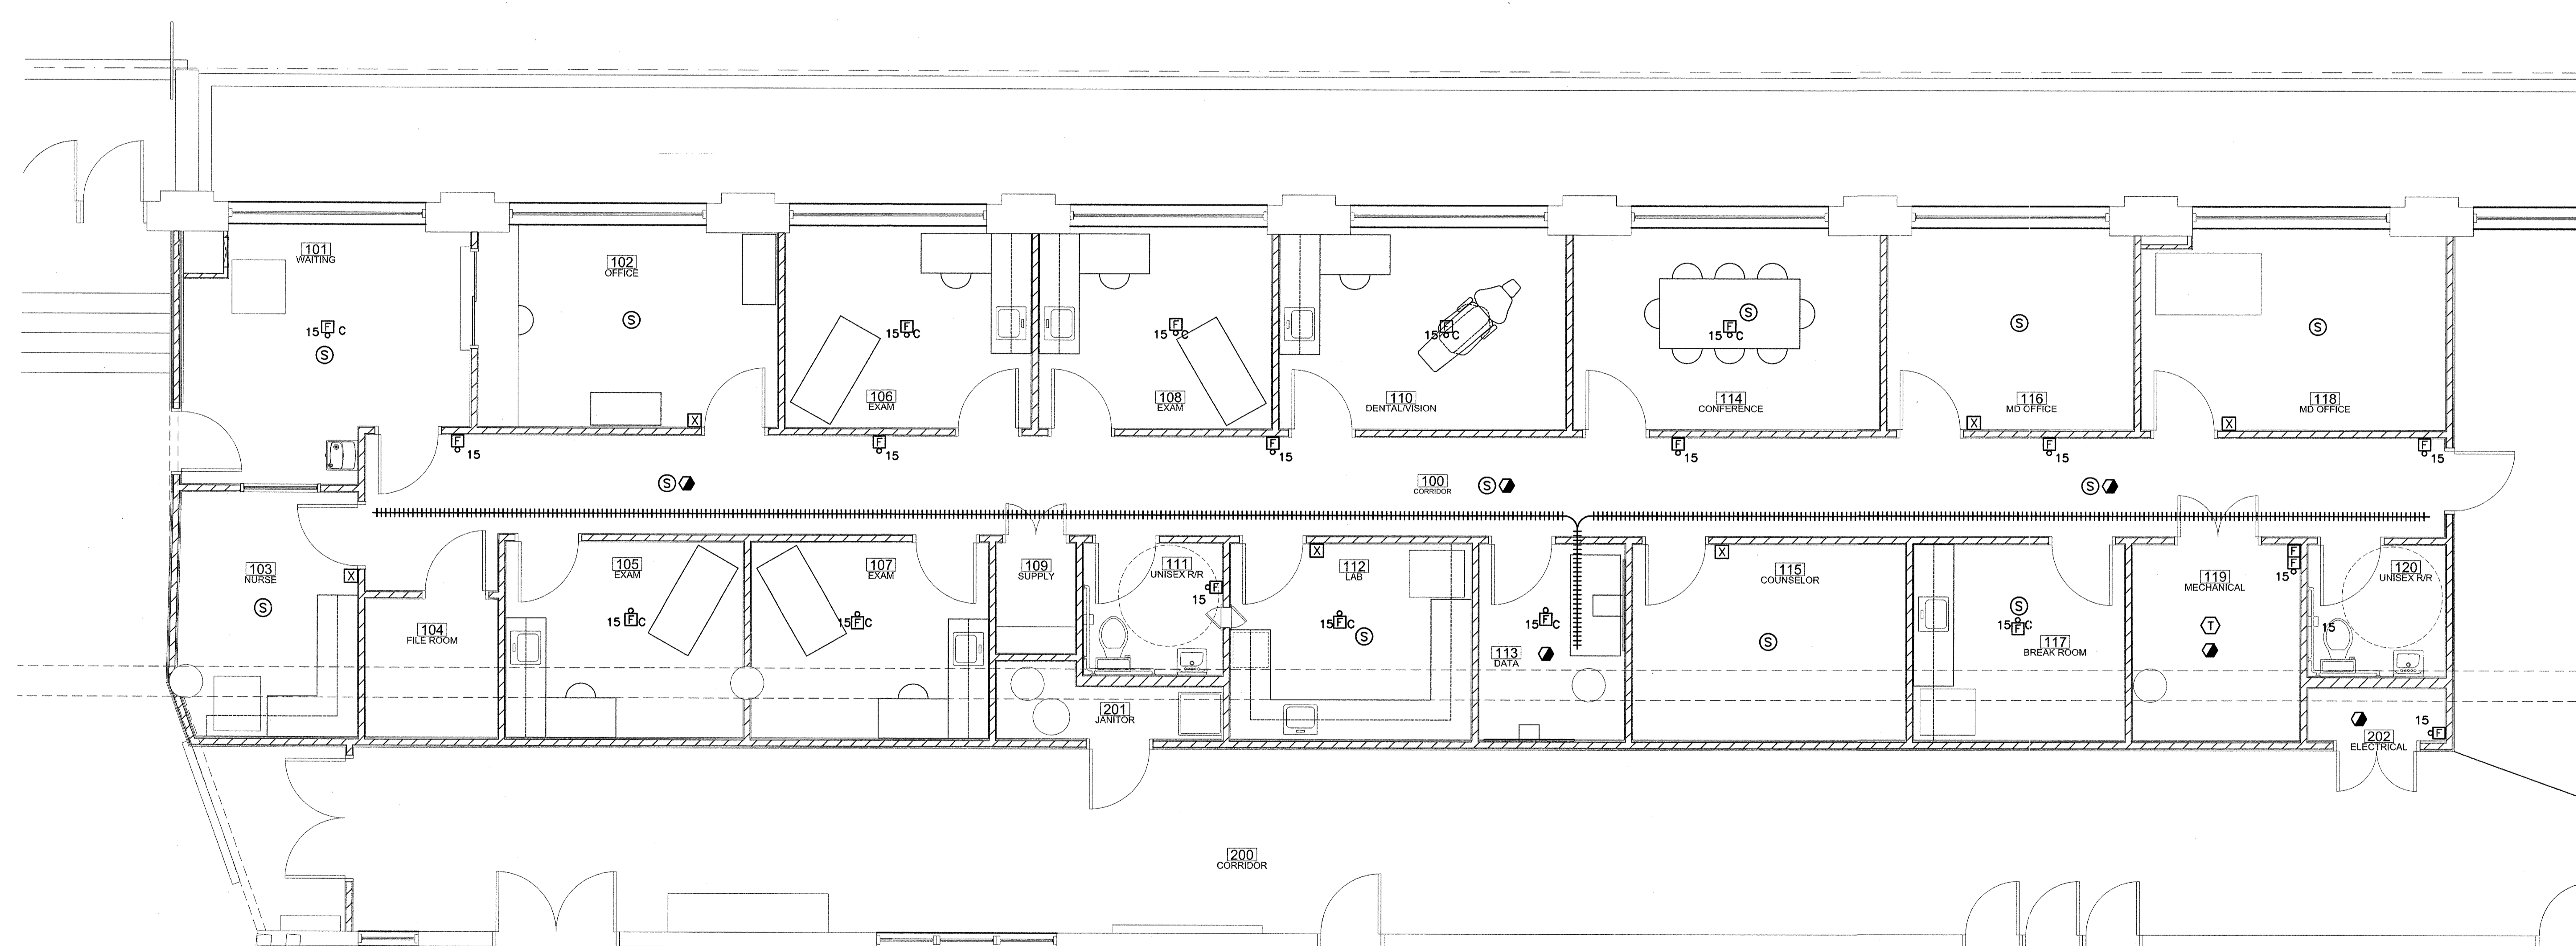 101
WAITING
102
OFFICE
F
15 C
S
S
F
15 C
106
EXAM
F
15 C
108
EXAM
F
15 C
110
DENTAL/VISION
S
F
15 C
114
CONFERENCE
S
116
MD OFFICE
S
118
MD OFFICE
X
X
X
F
15
F
15
F
15
F
15
F
15
F
15
S
100
CORRIDOR
S
S
103
NURSE
X
S
104
FILE ROOM
105
EXAM
F
15 C
107
EXAM
F
15 C
109
SUPPLY
111
UNISEX R/R
F
15
X
112
LAB
F
15 C
S
F
15 C
113
DATA
X
115
COUNSELOR
S
S
F
15 C
117
BREAK ROOM
119
MECHANICAL
T
F
F
15
120
UNISEX R/R
15
201
JANITOR
15
F
202
ELECTRICAL
200
CORRIDOR